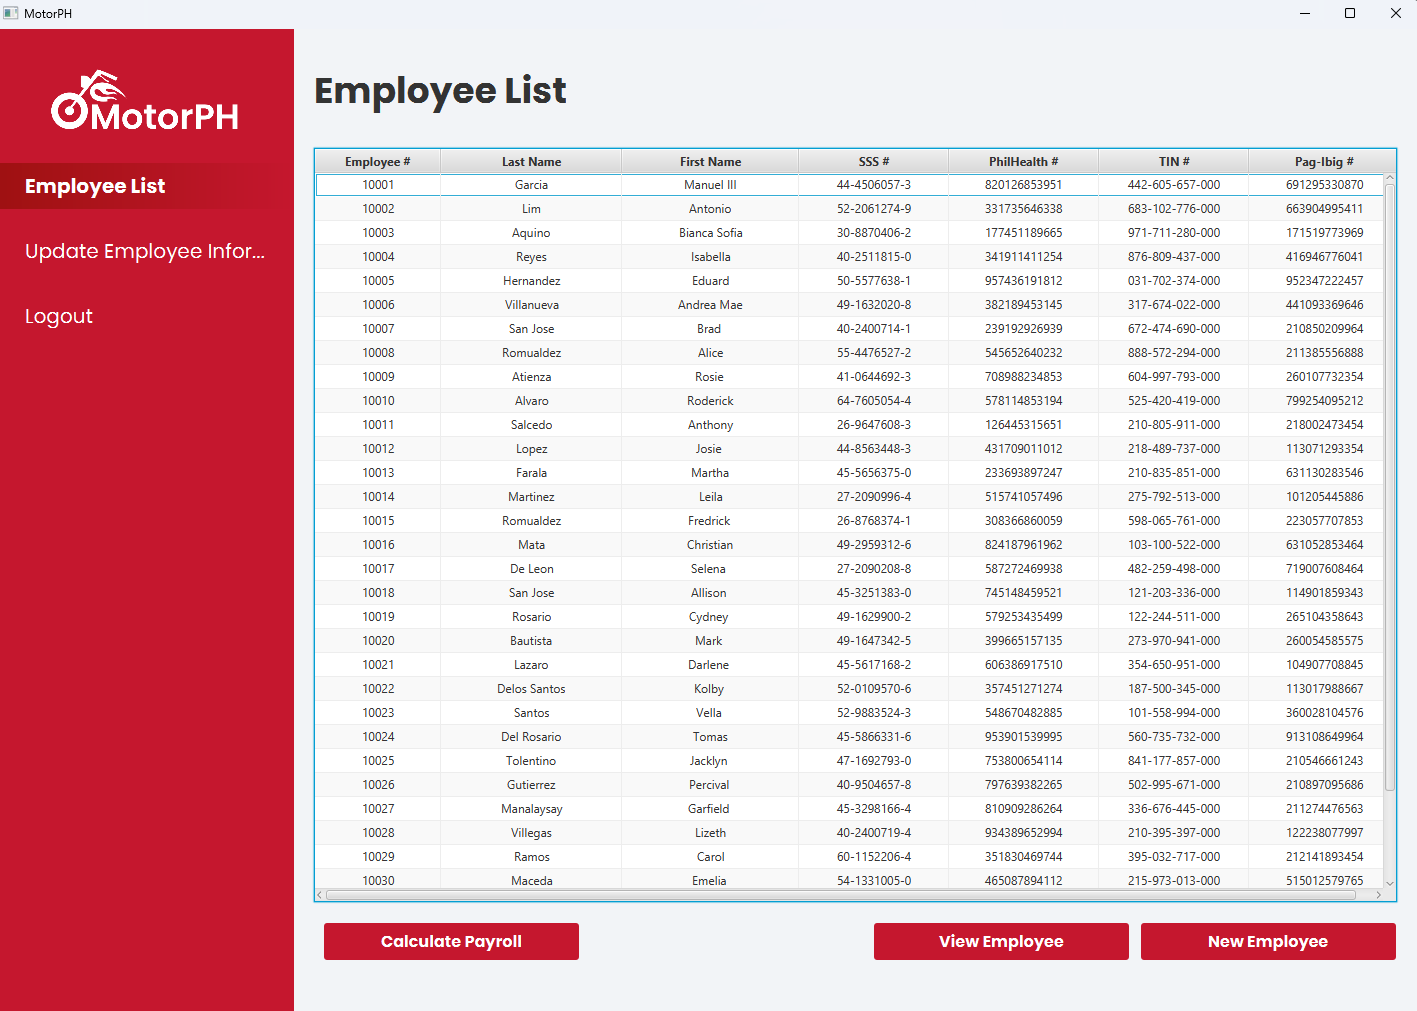 MotorPH
MotorPH
Employee List
Update Employee Infor...
Logout
Employee List
Employee # Last Name First Name SSS # PhilHealth # TIN # Pag-Ibig #
10001 Garcia Manuel III 44-4506057-3 820126853951 442-605-657-000 691295330870
10002 Lim Antonio 52-2061274-9 331735646338 683-102-776-000 663904995411
10003 Aquino Bianca Sofia 30-8870406-2 177451189665 971-711-280-000 171519773969
10004 Reyes Isabella 40-2511815-0 341911411254 876-809-437-000 416946776041
10005 Hernandez Eduard 50-5577638-1 957436191812 031-702-374-000 952347222457
10006 Villanueva Andrea Mae 49-1632020-8 382189453145 317-674-022-000 441093369646
10007 San Jose Brad 40-2400714-1 239192926939 672-474-690-000 210850209964
10008 Romualdez Alice 55-4476527-2 545652640232 888-572-294-000 211385556888
10009 Atienza Rosie 41-0644692-3 708988234853 604-997-793-000 260107732354
10010 Alvaro Roderick 64-7605054-4 578114853194 525-420-419-000 799254095212
10011 Salcedo Anthony 26-9647608-3 126445315651 210-805-911-000 218002473454
10012 Lopez Josie 44-8563448-3 431709011012 218-489-737-000 113071293354
10013 Farala Martha 45-5656375-0 233693897247 210-835-851-000 631130283546
10014 Martinez Leila 27-2090996-4 515741057496 275-792-513-000 101205445886
10015 Romualdez Fredrick 26-8768374-1 308366860059 598-065-761-000 223057707853
10016 Mata Christian 49-2959312-6 824187961962 103-100-522-000 631052853464
10017 De Leon Selena 27-2090208-8 587272469938 482-259-498-000 719007608464
10018 San Jose Allison 45-3251383-0 745148459521 121-203-336-000 114901859343
10019 Rosario Cydney 49-1629900-2 579253435499 122-244-511-000 265104358643
10020 Bautista Mark 49-1647342-5 399665157135 273-970-941-000 260054585575
10021 Lazaro Darlene 45-5617168-2 606386917510 354-650-951-000 104907708845
10022 Delos Santos Kolby 52-0109570-6 357451271274 187-500-345-000 113017988667
10023 Santos Vella 52-9883524-3 548670482885 101-558-994-000 360028104576
10024 Del Rosario Tomas 45-5866331-6 953901539995 560-735-732-000 913108649964
10025 Tolentino Jacklyn 47-1692793-0 753800654114 841-177-857-000 210546661243
10026 Gutierrez Percival 40-9504657-8 797639382265 502-995-671-000 210897095686
10027 Manalaysay Garfield 45-3298166-4 810909286264 336-676-445-000 211274476563
10028 Villegas Lizeth 40-2400719-4 934389652994 210-395-397-000 122238077997
10029 Ramos Carol 60-1152206-4 351830469744 395-032-717-000 212141893454
10030 Maceda Emelia 54-1331005-0 465087894112 215-973-013-000 515012579765
Calculate Payroll View Employee New Employee